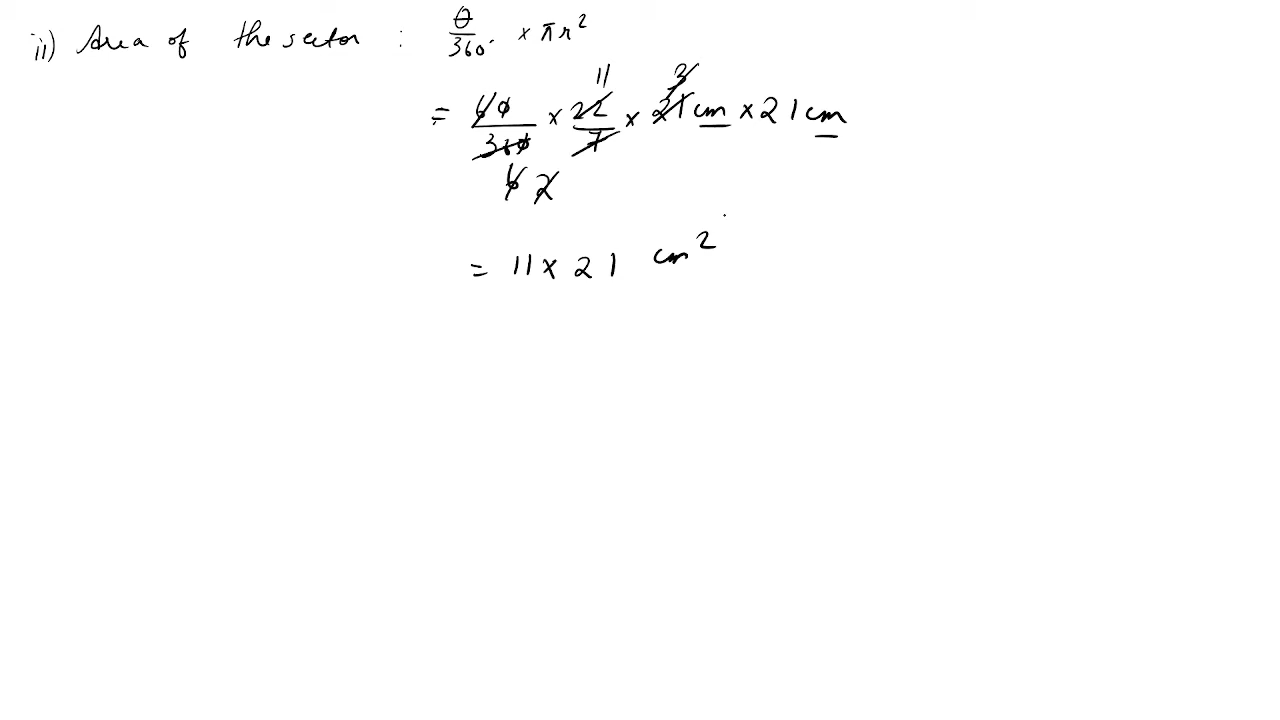 ii) Area of the sector : θ/360° × πr²
= 60/360 × 22/7 × 21 cm × 21 cm
11 3
6 2
= 11 × 21 cm²